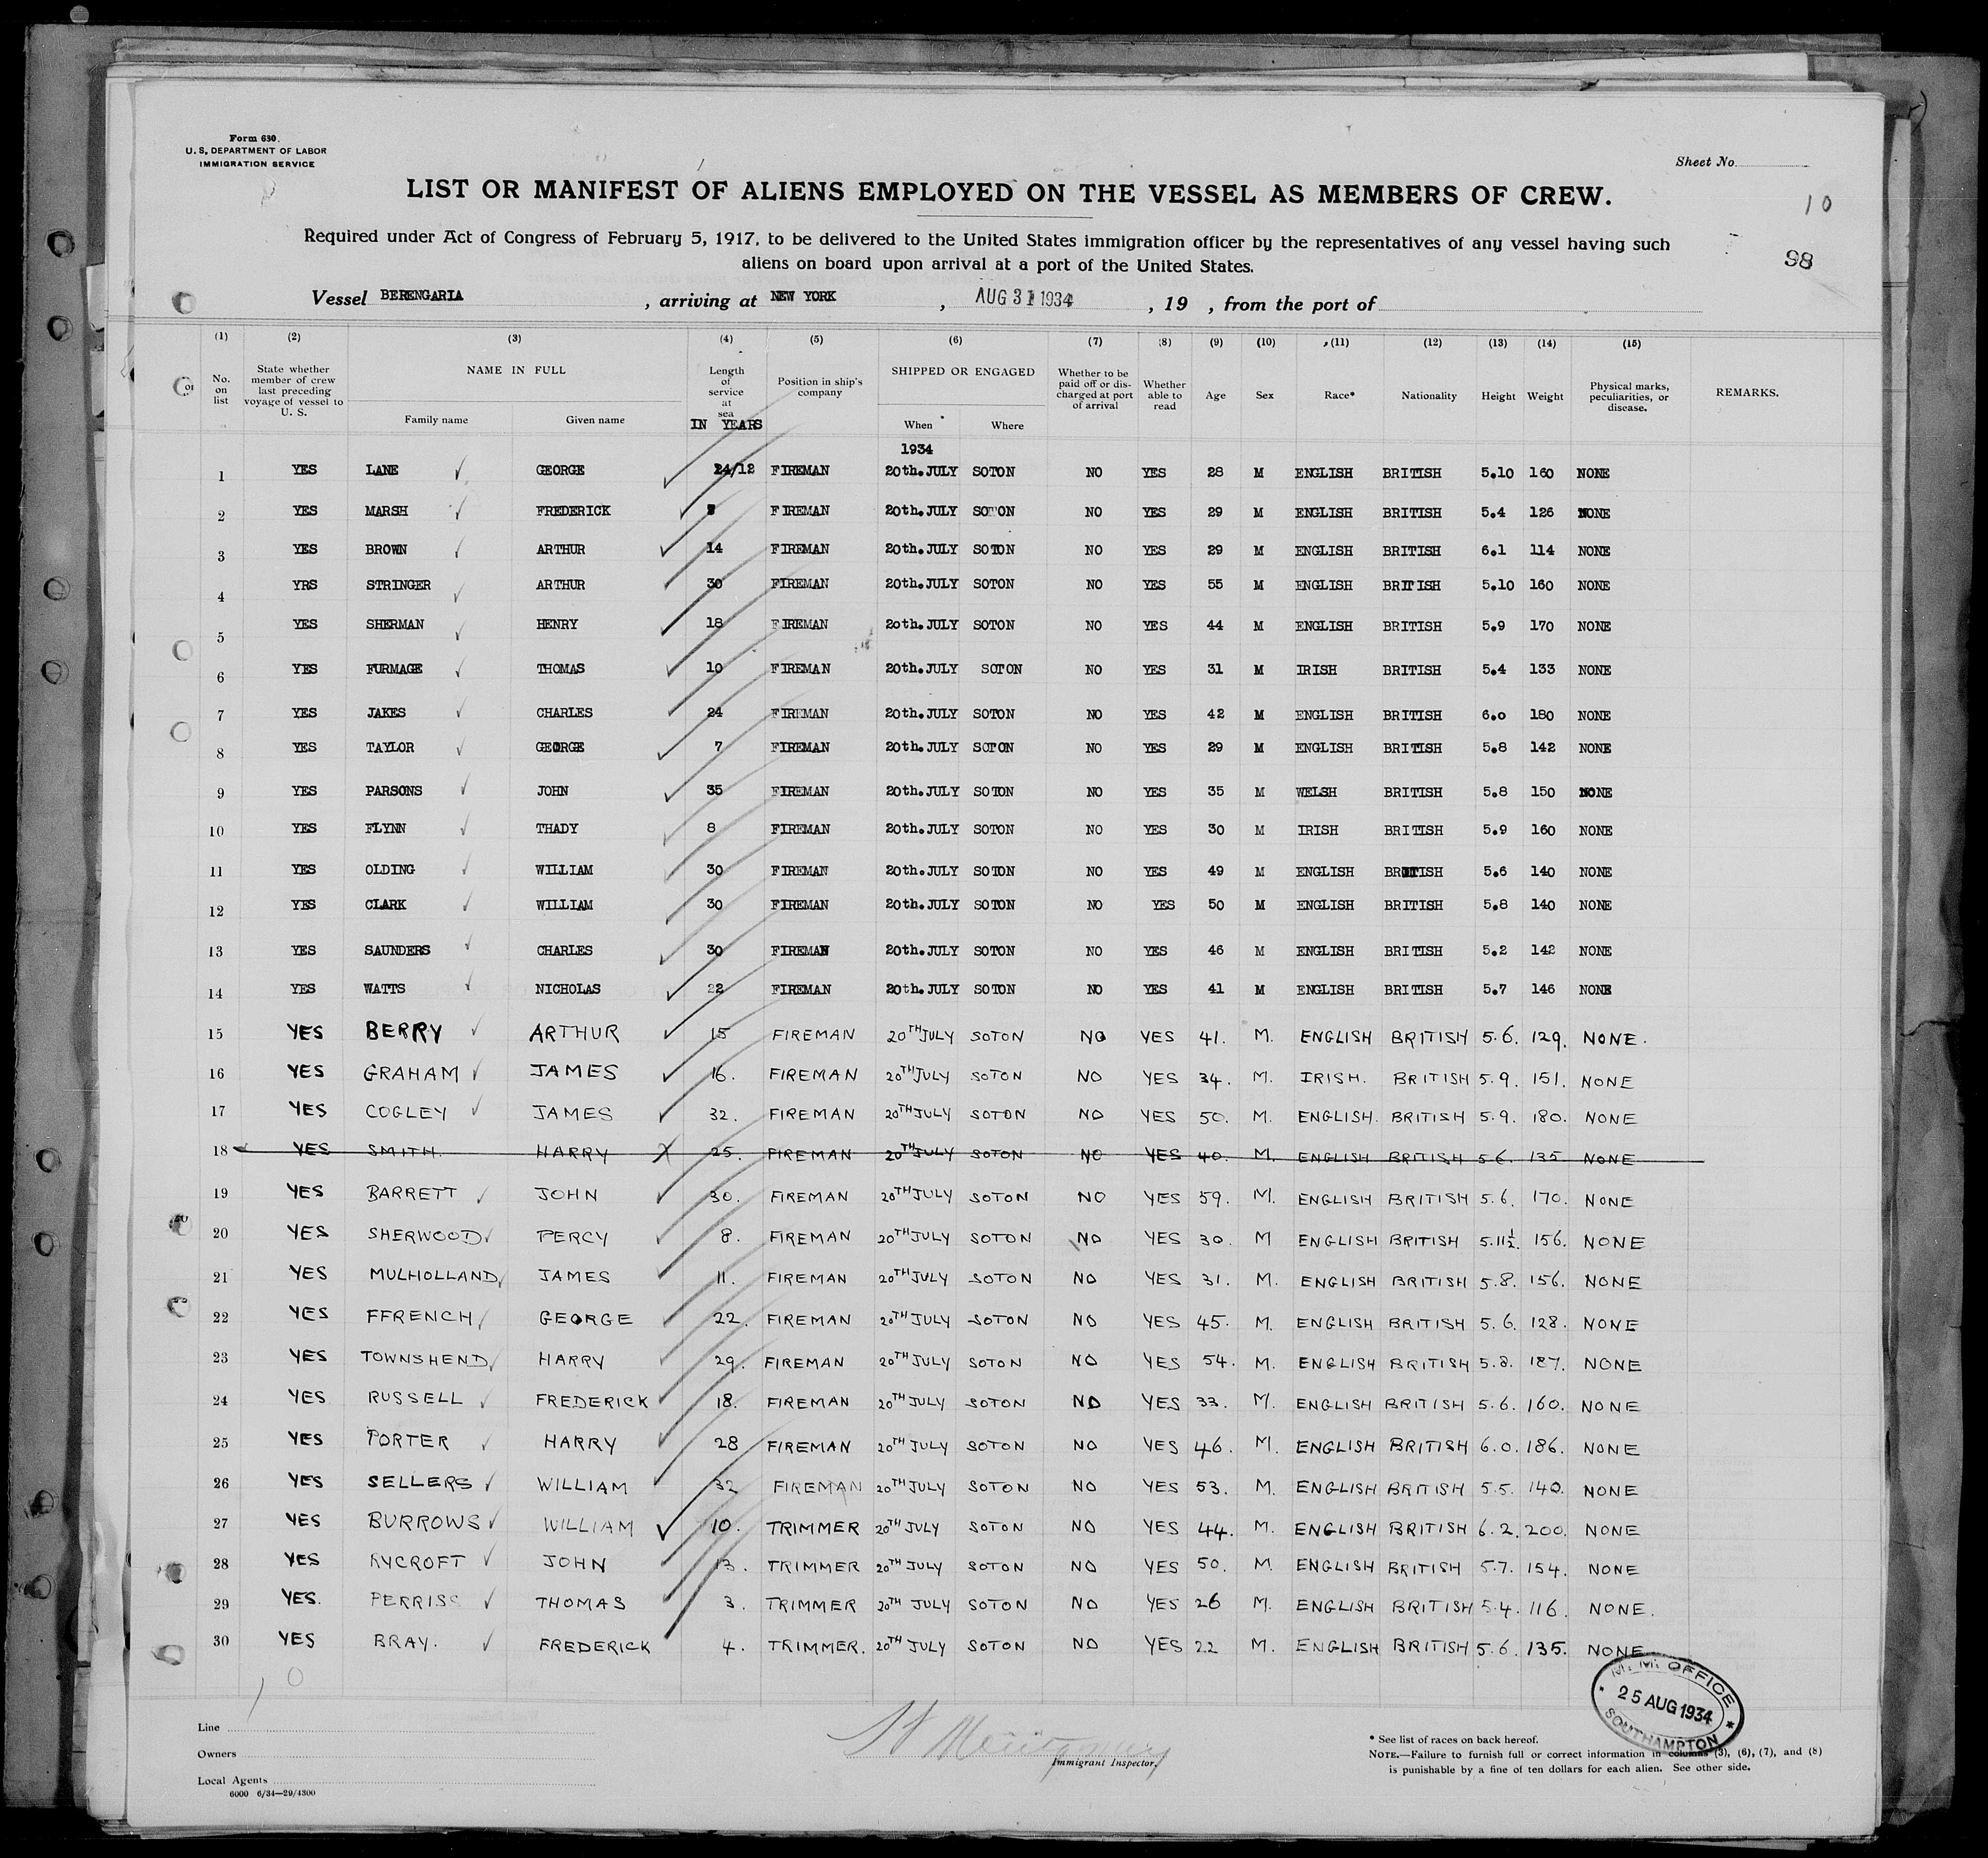 Form 630.
U. S. DEPARTMENT OF LABOR
IMMIGRATION SERVICE
Sheet No.
LIST OR MANIFEST OF ALIENS EMPLOYED ON THE VESSEL AS MEMBERS OF CREW.
10
Required under Act of Congress of February 5, 1917, to be delivered to the United States immigration officer by the representatives of any vessel having such
aliens on board upon arrival at a port of the United States.
98
Vessel BERENGARIA, arriving at NEW YORK, AUG 31 1934, 19 , from the port of
(1) (2) (3) (4) (5) (6) (7) (8) (9) (10) (11) (12) (13) (14) (15)
No. on list State whether member of crew last preceding voyage of vessel to U. S. NAME IN FULL Family name Given name Length of service at sea IN YEARS Position in ship's company SHIPPED OR ENGAGED When Where Whether to be paid off or discharged at port of arrival Whether able to read Age Sex Race* Nationality Height Weight Physical marks, peculiarities, or disease. REMARKS.
1934
1 YES LANE GEORGE 24/12 FIREMAN 20th.JULY SOTON NO YES 28 M ENGLISH BRITISH 5.10 160 NONE
2 YES MARSH FREDERICK FIREMAN 20th.JULY SOTON NO YES 29 M ENGLISH BRITISH 5.4 126 NONE
3 YES BROWN ARTHUR 14 FIREMAN 20th.JULY SOTON NO YES 29 M ENGLISH BRITISH 6.1 114 NONE
4 YRS STRINGER ARTHUR 30 FIREMAN 20th.JULY SOTON NO YES 55 M ENGLISH BRITISH 5.10 160 NONE
5 YES SHERMAN HENRY 18 FIREMAN 20th.JULY SOTON NO YES 44 M ENGLISH BRITISH 5.9 170 NONE
6 YES FURMAGE THOMAS 10 FIREMAN 20th.JULY SOTON NO YES 31 M IRISH BRITISH 5.4 133 NONE
7 YES JAKES CHARLES 24 FIREMAN 20th.JULY SOTON NO YES 42 M ENGLISH BRITISH 6.0 180 NONE
8 YES TAYLOR GEORGE 7 FIREMAN 20th.JULY SOTON NO YES 29 M ENGLISH BRITISH 5.8 142 NONE
9 YES PARSONS JOHN 35 FIREMAN 20th.JULY SOTON NO YES 35 M WELSH BRITISH 5.8 150 NONE
10 YES FLYNN THADY 8 FIREMAN 20th.JULY SOTON NO YES 30 M IRISH BRITISH 5.9 160 NONE
11 YES OLDING WILLIAM 30 FIREMAN 20th.JULY SOTON NO YES 49 M ENGLISH BRITISH 5.6 140 NONE
12 YES CLARK WILLIAM 30 FIREMAN 20th.JULY SOTON NO YES 50 M ENGLISH BRITISH 5.8 140 NONE
13 YES SAUNDERS CHARLES 30 FIREMAN 20th.JULY SOTON NO YES 46 M ENGLISH BRITISH 5.2 142 NONE
14 YES WATTS NICHOLAS 22 FIREMAN 20th.JULY SOTON NO YES 41 M ENGLISH BRITISH 5.7 146 NONE
15 YES BERRY ARTHUR 15 FIREMAN 20TH JULY SOTON NO YES 41. M. ENGLISH BRITISH 5.6. 129. NONE.
16 YES GRAHAM JAMES 16. FIREMAN 20TH JULY SOTON NO YES 34. M. IRISH. BRITISH 5.9. 151. NONE
17 YES COGLEY JAMES 32. FIREMAN 20TH JULY SOTON NO YES 50. M. ENGLISH. BRITISH 5.9. 180. NONE
18 YES SMITH. HARRY X 25. FIREMAN 20TH JULY SOTON NO YES 40. M. ENGLISH BRITISH 5.6. 135 NONE
19 YES BARRETT JOHN 30. FIREMAN 20TH JULY SOTON NO YES 59. M. ENGLISH BRITISH 5.6. 170. NONE
20 YES SHERWOOD PERCY 8. FIREMAN 20TH JULY SOTON NO YES 30. M ENGLISH BRITISH 5.11½. 156. NONE
21 YES MULHOLLAND JAMES 11. FIREMAN 20TH JULY SOTON NO YES 31. M. ENGLISH BRITISH 5.8. 156. NONE
22 YES FFRENCH GEORGE 22. FIREMAN 20TH JULY SOTON NO YES 45. M. ENGLISH BRITISH 5.6. 128. NONE
23 YES TOWNSHEND HARRY 29. FIREMAN 20TH JULY SOTON NO YES 54. M. ENGLISH BRITISH 5.8. 187. NONE
24 YES RUSSELL FREDERICK 18. FIREMAN 20TH JULY SOTON NO YES 33. M. ENGLISH BRITISH 5.6. 160. NONE
25 YES PORTER HARRY 28 FIREMAN 20TH JULY SOTON NO YES 46. M. ENGLISH BRITISH 6.0. 186. NONE
26 YES SELLERS WILLIAM 32 FIREMAN 20TH JULY SOTON NO YES 53. M. ENGLISH BRITISH 5.5. 140. NONE
27 YES BURROWS WILLIAM 10. TRIMMER 20TH JULY SOTON NO YES 44. M. ENGLISH BRITISH 6.2. 200. NONE
28 YES RYCROFT JOHN 13. TRIMMER 20TH JULY SOTON NO YES 50. M. ENGLISH BRITISH 5.7. 154. NONE
29 YES. PERRISS THOMAS 3. TRIMMER 20TH JULY SOTON NO YES 26 M. ENGLISH BRITISH 5.4. 116. NONE.
30 YES BRAY. FREDERICK 4. TRIMMER. 20TH JULY SOTON NO YES 22 M. ENGLISH BRITISH 5.6. 135. NONE
M. M. OFFICE
25 AUG 1934
SOUTHAMPTON
Line
Owners
Local Agents
6000 6/34—29/4300
Immigrant Inspector.
* See list of races on back hereof.
NOTE.—Failure to furnish full or correct information in columns (3), (6), (7), and (8)
is punishable by a fine of ten dollars for each alien. See other side.